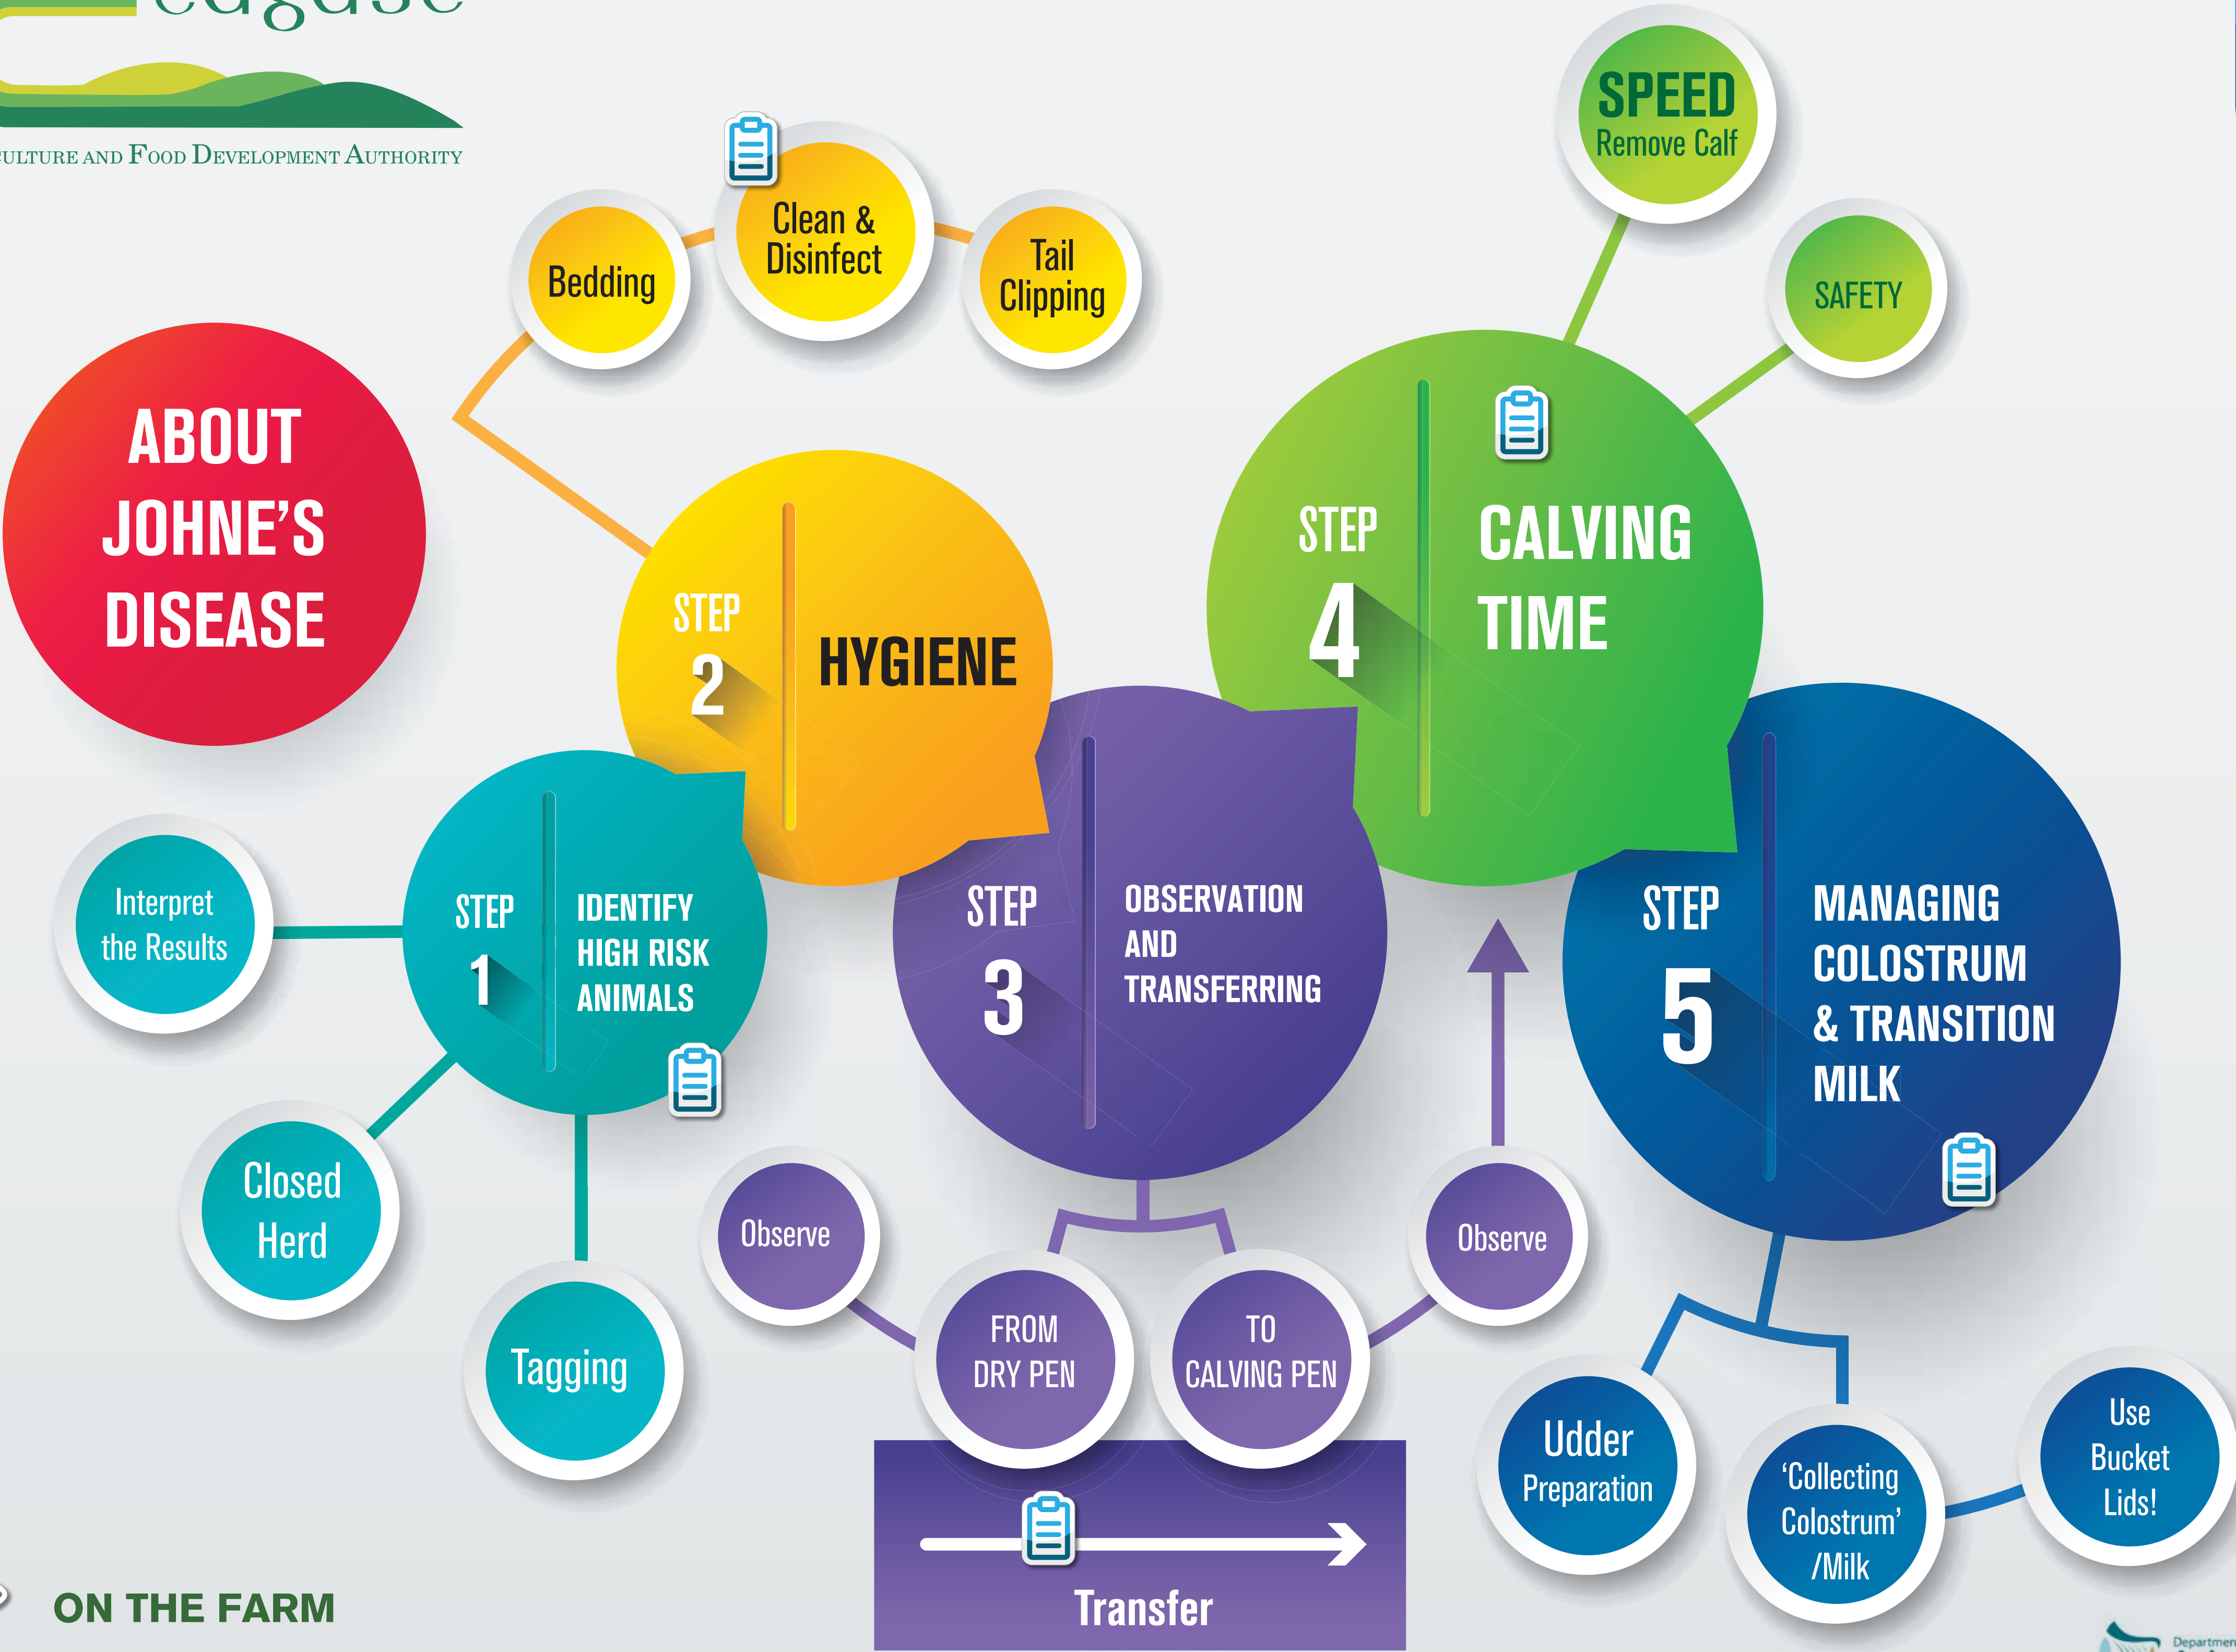 CULTURE AND FOOD DEVELOPMENT AUTHORITY
SPEED
Remove Calf
SAFETY
Clean &
Disinfect
Bedding
Tail
Clipping
ABOUT
JOHNE'S
DISEASE
STEP
1
IDENTIFY
HIGH RISK
ANIMALS
Interpret
the Results
Closed
Herd
Tagging
STEP
2
HYGIENE
STEP
3
OBSERVATION
AND
TRANSFERRING
Observe
FROM
DRY PEN
TO
CALVING PEN
Observe
Transfer
STEP
4
CALVING
TIME
STEP
5
MANAGING
COLOSTRUM
& TRANSITION
MILK
Udder
Preparation
‘Collecting
Colostrum’
/Milk
Use
Bucket
Lids!
ON THE FARM